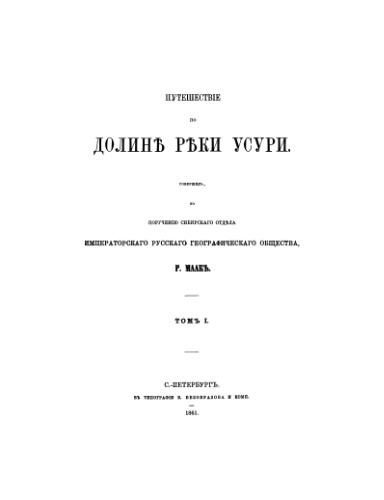 ПУТЕШЕСТВІЕ
ПО
ДОЛИНѢ РѢКИ УСУРИ.
СОВЕРШИЛЪ,
ПО
ПОРУЧЕНІЮ СИБИРСКАГО ОТДѢЛА
ИМПЕРАТОРСКАГО РУССКАГО ГЕОГРАФИЧЕСКАГО ОБЩЕСТВА,
Р. МААКЪ.
ТОМЪ I.
С.-ПЕТЕРБУРГЪ.
ВЪ ТИПОГРАФІИ В. БЕЗОБРАЗОВА И КОМП.
1861.